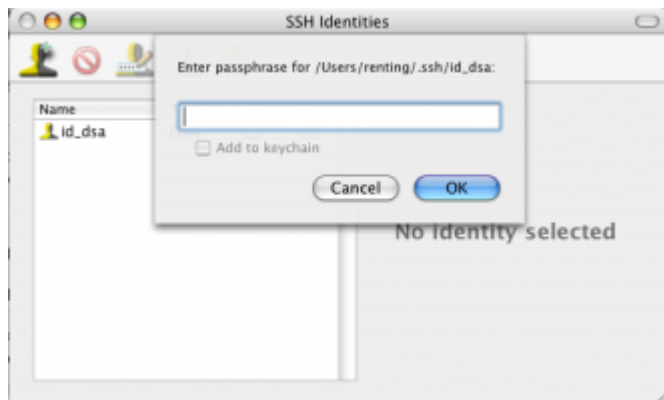 SSH Identities
Enter passphrase for /Users/renting/.ssh/id_dsa:
Name
id_dsa
Add to keychain
Cancel
OK
No identity selected